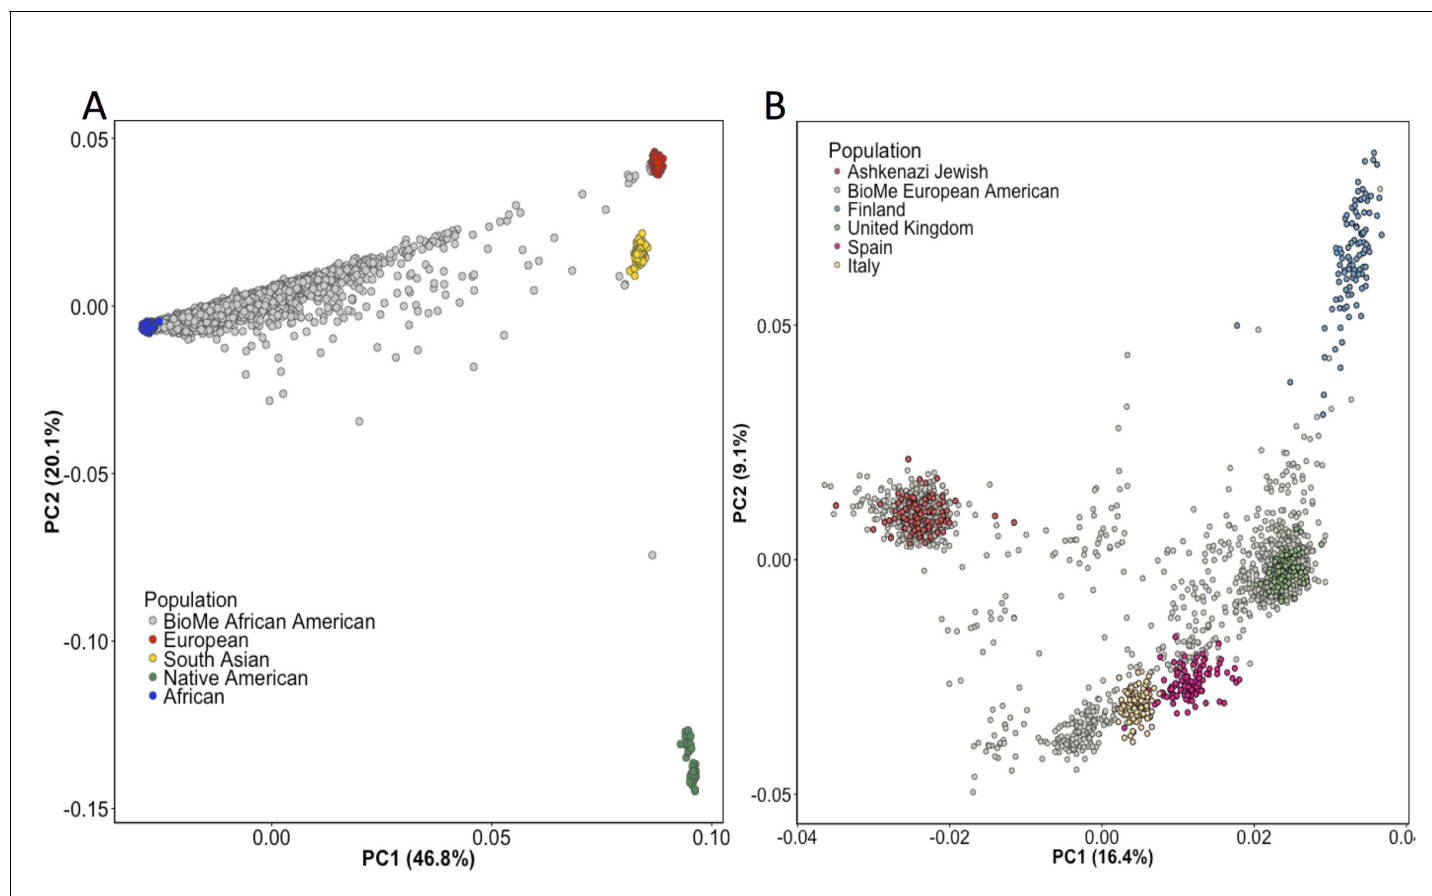 A
0.05
0.00
-0.05
-0.10
-0.15
PC2 (20.1%)
Population
BioMe African American
European
South Asian
Native American
African
0.00
0.05
0.10
PC1 (46.8%)
B
Population
Ashkenazi Jewish
BioMe European American
Finland
United Kingdom
Spain
Italy
0.05
0.00
-0.05
PC2 (9.1%)
-0.04
-0.02
0.00
0.02
0.0
PC1 (16.4%)